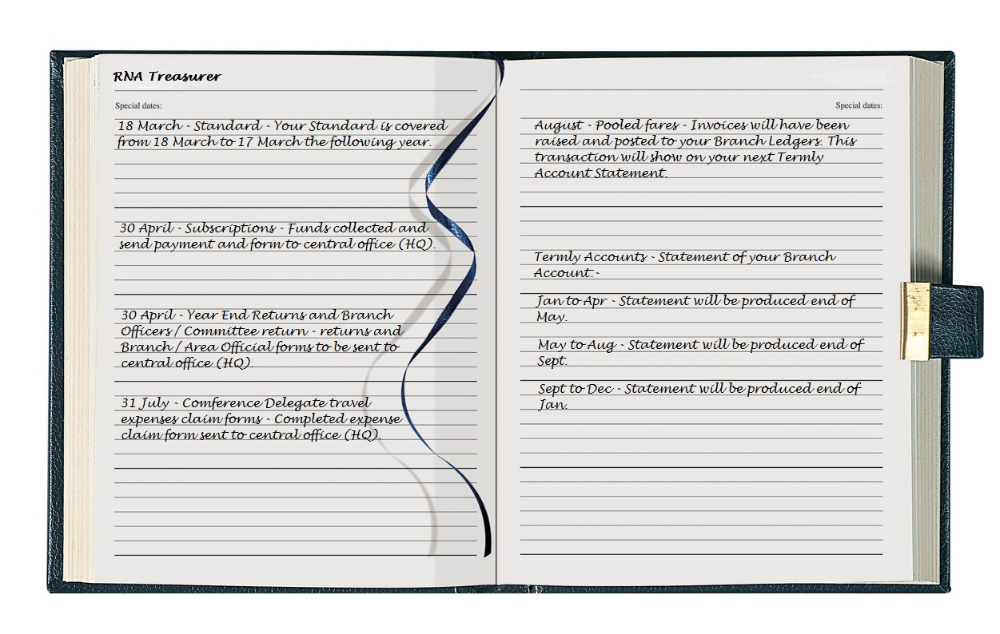 RNA Treasurer
Special dates:
18 March - Standard - Your Standard is covered
from 18 March to 17 March the following year.
30 April - Subscriptions - Funds collected and
send payment and form to central office (HQ).
30 April - Year End Returns and Branch
Officers / Committee return - returns and
Branch / Area Official forms to be sent to
central office (HQ).
31 July - Comference Delegate travel
expenses claim forms - Completed expense
claim form sent to central office (HQ).
Special dates:
August - Pooled fares - Invoices will have been
raised and posted to your Branch Ledgers. This
transaction will show on your next Termly
Account Statement.
Termly Accounts - Statement of your Branch
Account:-
Jan to Apr - Statement will be produced end of
May.
May to Aug - Statement will be produced end of
Sept.
Sept to Dec - Statement will be produced end of
Jan.